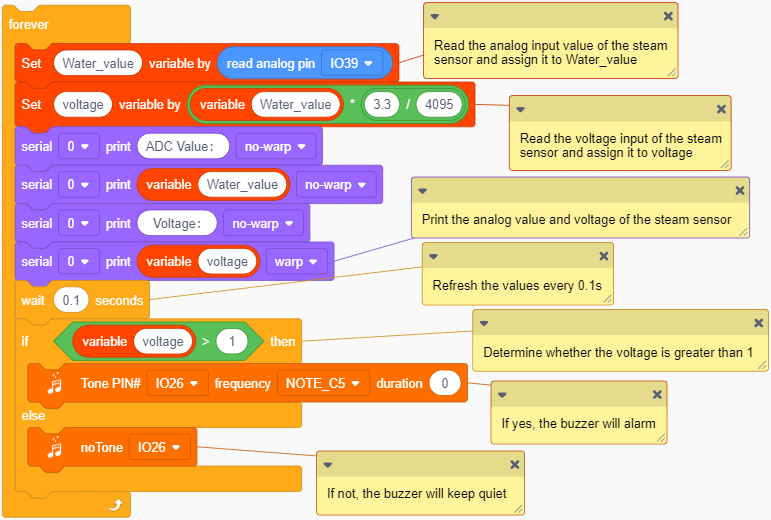 forever
Set Water_value variable by read analog pin IO39
Read the analog input value of the steam
sensor and assign it to Water_value
Set voltage variable by variable Water_value * 3.3 / 4095
Read the voltage input of the steam
sensor and assign it to voltage
serial 0 print ADC Value: no-warp
serial 0 print variable Water_value no-warp
serial 0 print Voltage: no-warp
Print the analog value and voltage of the steam sensor
serial 0 print variable voltage warp
wait 0.1 seconds
Refresh the values every 0.1s
if variable voltage > 1 then
Determine whether the voltage is greater than 1
Tone PIN# IO26 frequency NOTE_C5 duration 0
else
If yes, the buzzer will alarm
noTone IO26
If not, the buzzer will keep quiet